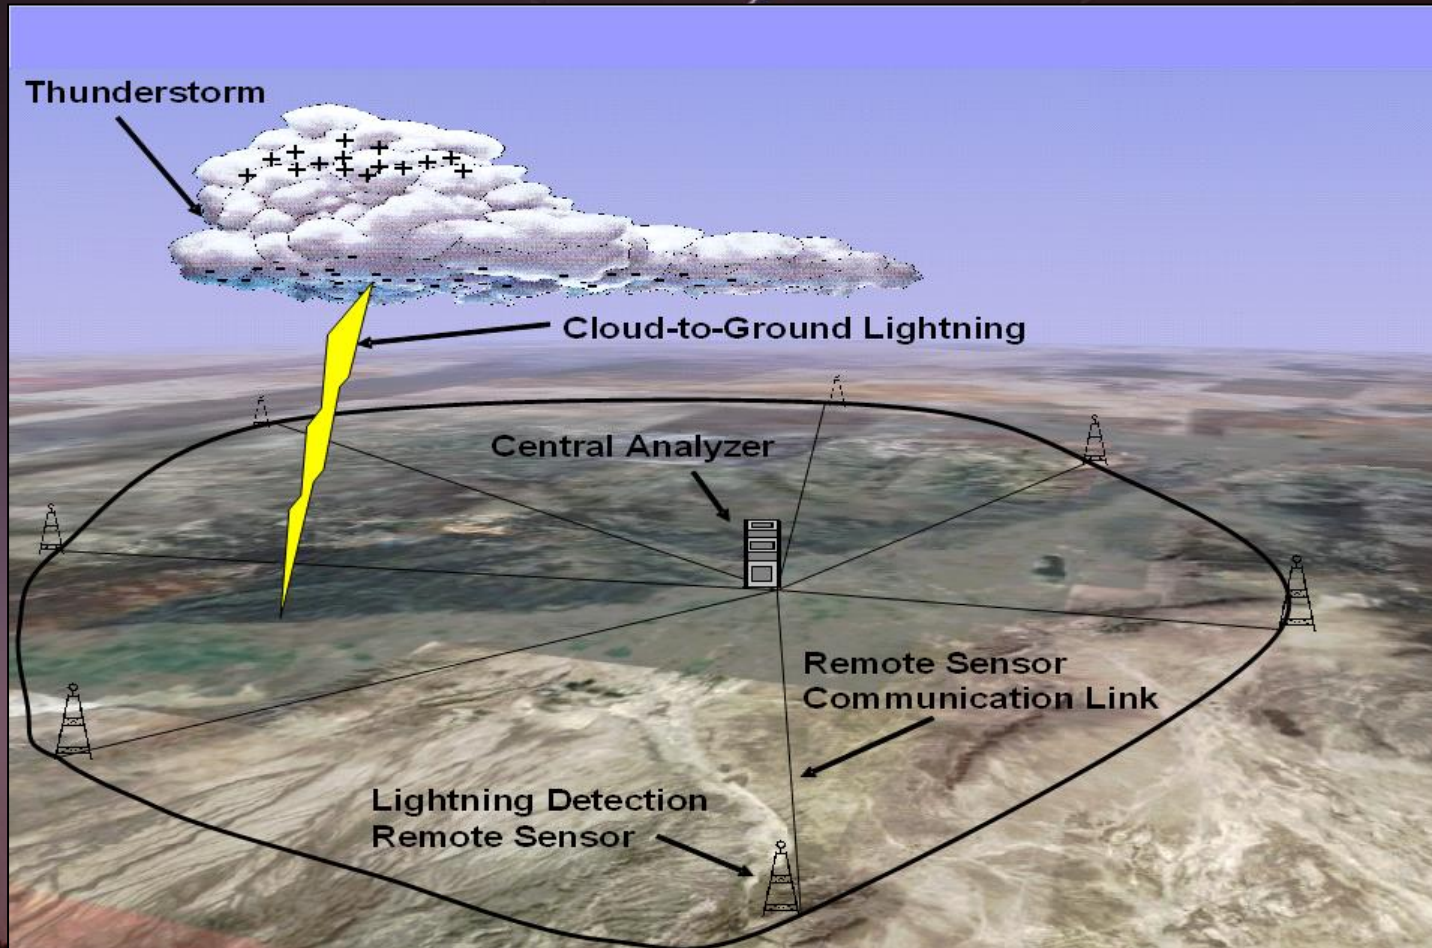 Thunderstorm
Cloud-to-Ground Lightning
Central Analyzer
Remote Sensor
Communication Link
Lightning Detection
Remote Sensor